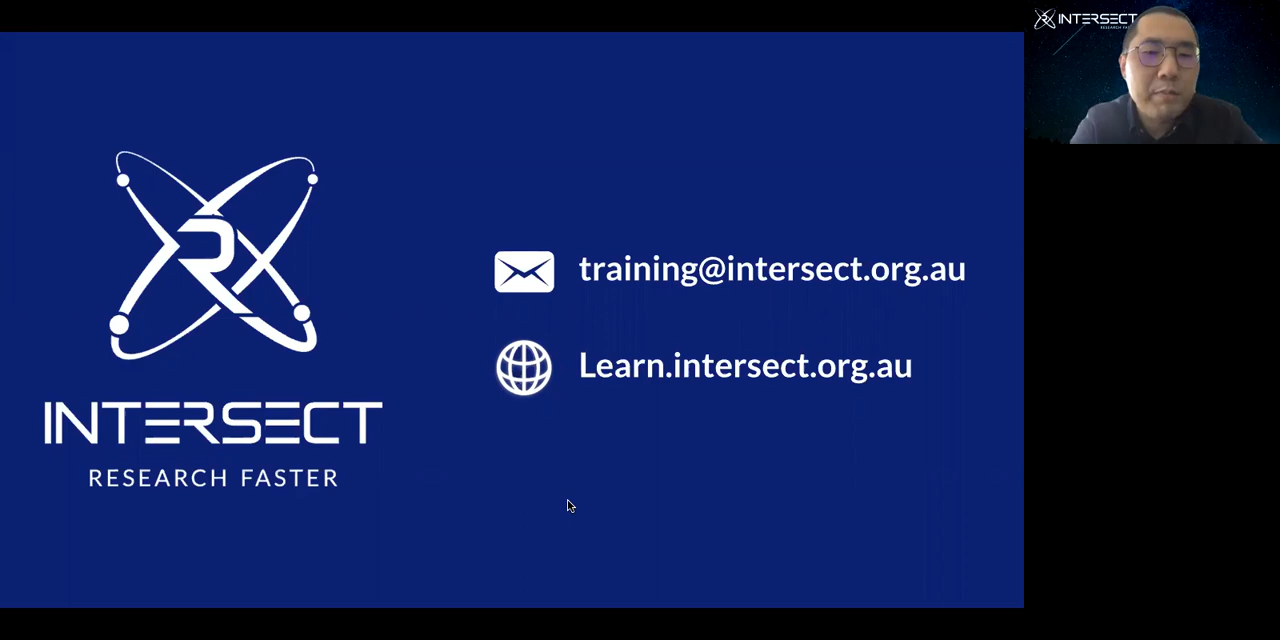 training@intersect.org.au
Learn.intersect.org.au
INTERSECT
RESEARCH FASTER
INTERSECT